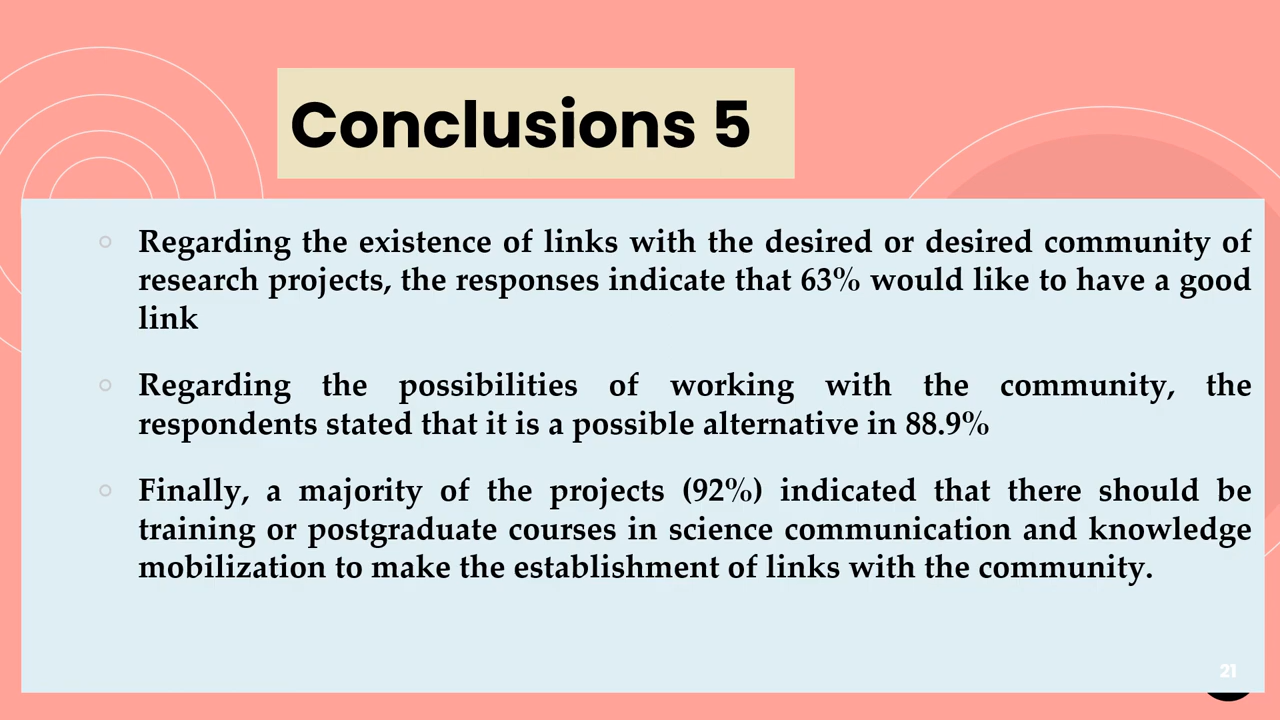 Conclusions 5
Regarding the existence of links with the desired or desired community of
research projects, the responses indicate that 63% would like to have a good
link
Regarding the possibilities of working with the community, the
respondents stated that it is a possible alternative in 88.9%
Finally, a majority of the projects (92%) indicated that there should be
training or postgraduate courses in science communication and knowledge
mobilization to make the establishment of links with the community.
21